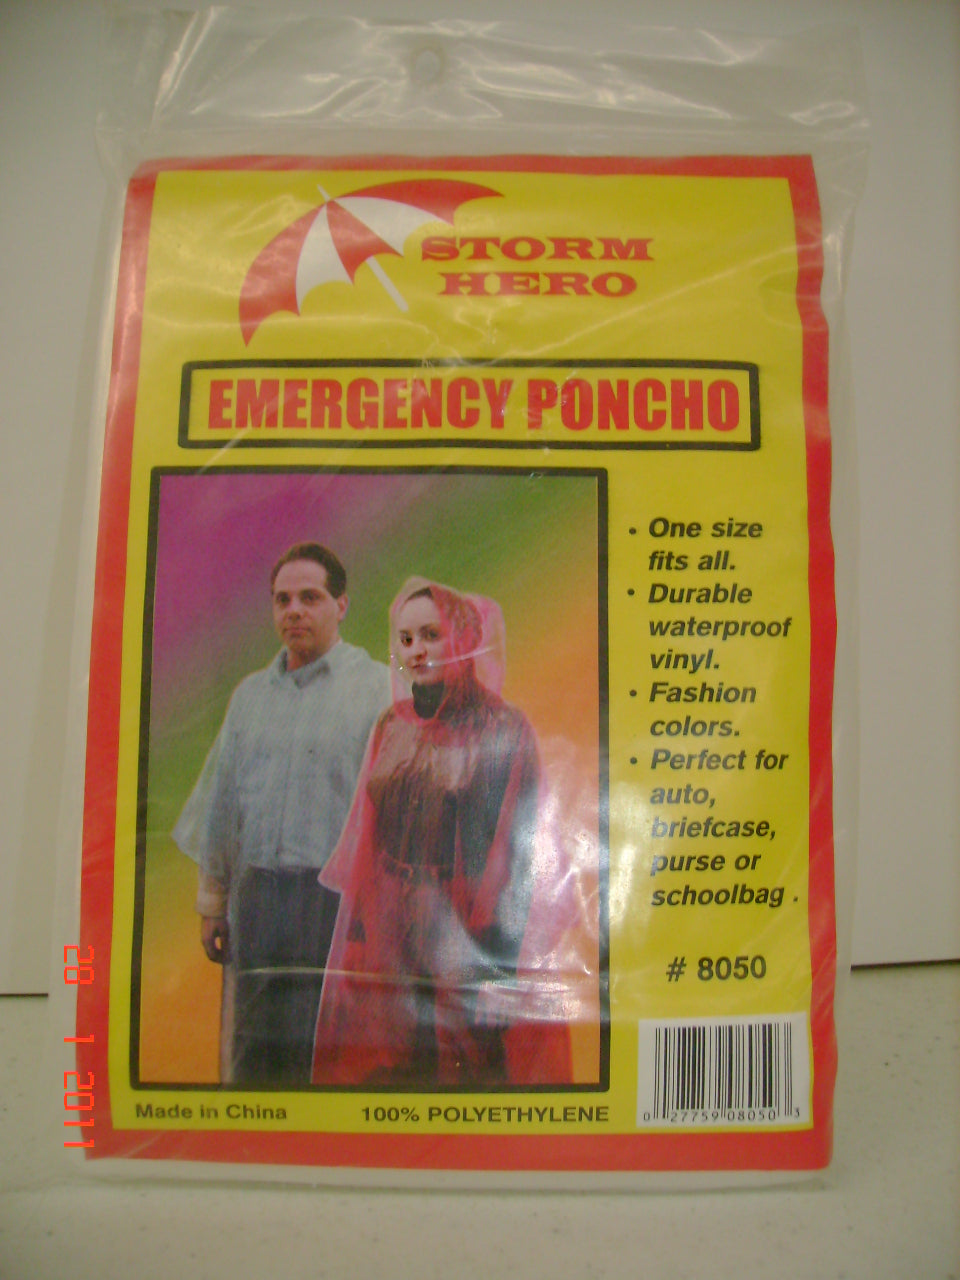 STORM
HERO
EMERGENCY PONCHO
• One size
fits all.
• Durable
waterproof
vinyl.
• Fashion
colors.
• Perfect for
auto,
briefcase,
purse or
schoolbag .
# 8050
Made in China
100% POLYETHYLENE
0 27759 08050 3
28 1 2011